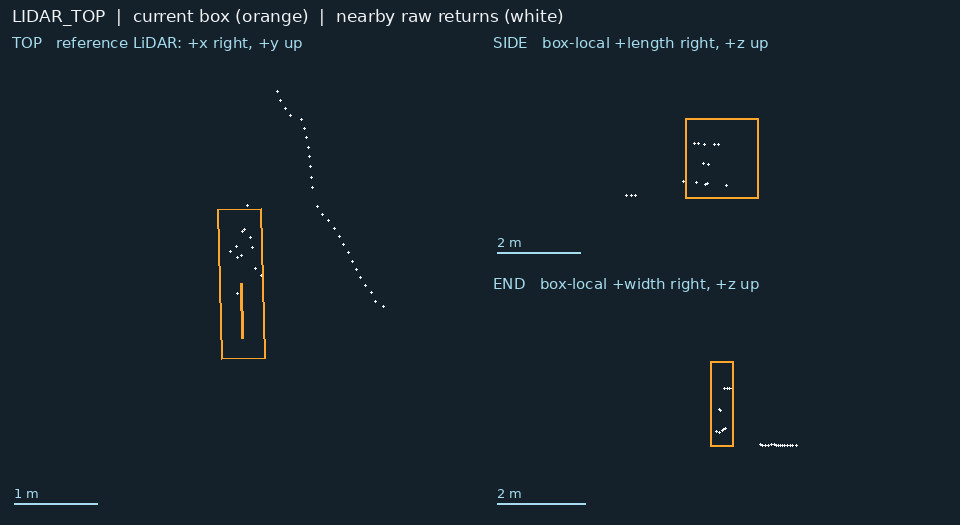 LIDAR_TOP | current box (orange) | nearby raw returns (white)
TOP reference LiDAR: +x right, +y up
SIDE box-local +length right, +z up
2 m
END box-local +width right, +z up
1 m
2 m